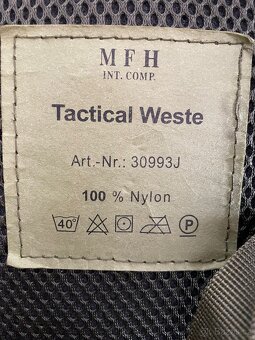 MFH
INT. COMP.
Tactical Weste
Art.-Nr.: 30993J
100 % Nylon
40° P